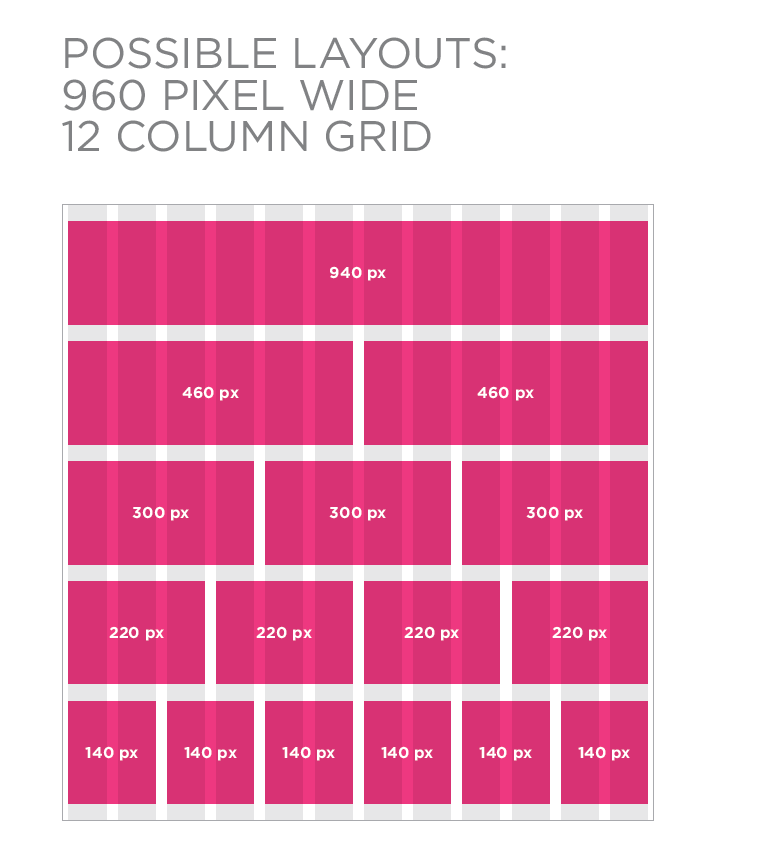 POSSIBLE LAYOUTS:
960 PIXEL WIDE
12 COLUMN GRID
940 px
460 px 460 px
300 px 300 px 300 px
220 px 220 px 220 px 220 px
140 px 140 px 140 px 140 px 140 px 140 px